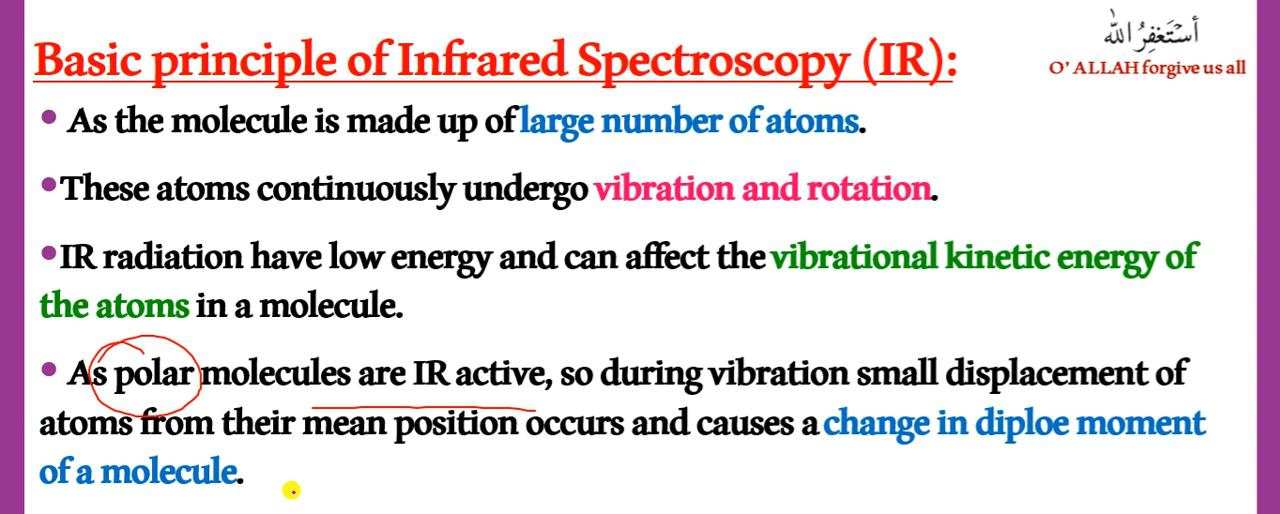 Basic principle of Infrared Spectroscopy (IR):
أَسْتَغْفِرُ اللّٰه
O' ALLAH forgive us all
• As the molecule is made up of large number of atoms.
•These atoms continuously undergo vibration and rotation.
•IR radiation have low energy and can affect the vibrational kinetic energy of
the atoms in a molecule.
• As polar molecules are IR active, so during vibration small displacement of
atoms from their mean position occurs and causes a change in diploe moment
of a molecule.